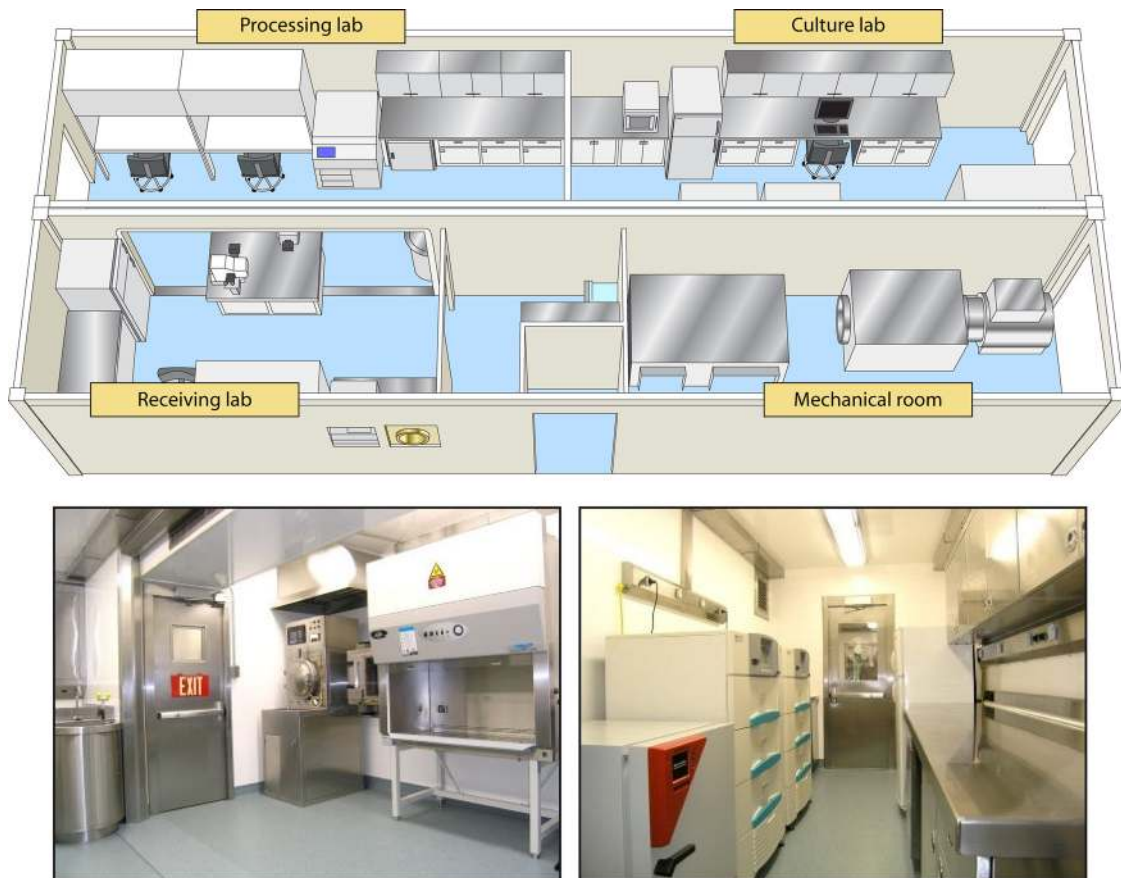 Processing lab
Culture lab
Receiving lab
Mechanical room
EXIT